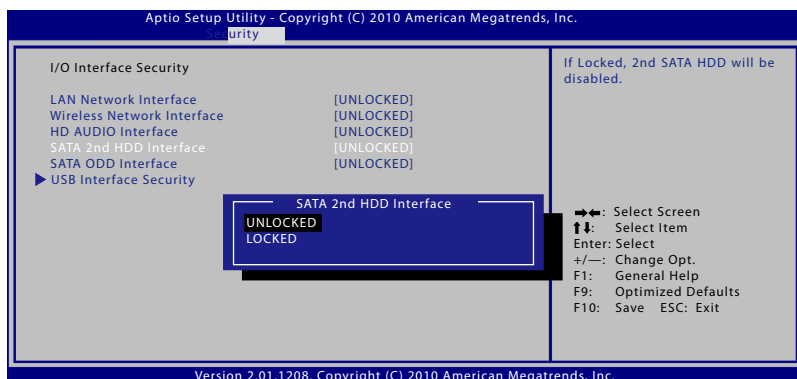 Aptio Setup Utility - Copyright (C) 2010 American Megatrends, Inc.
Security
I/O Interface Security
LAN Network Interface [UNLOCKED]
Wireless Network Interface [UNLOCKED]
HD AUDIO Interface [UNLOCKED]
SATA 2nd HDD Interface [UNLOCKED]
SATA ODD Interface [UNLOCKED]
USB Interface Security
SATA 2nd HDD Interface
UNLOCKED
LOCKED
If Locked, 2nd SATA HDD will be
disabled.
→←: Select Screen
↑↓: Select Item
Enter: Select
+/—: Change Opt.
F1: General Help
F9: Optimized Defaults
F10: Save ESC: Exit
Version 2.01.1208. Copyright (C) 2010 American Megatrends, Inc.